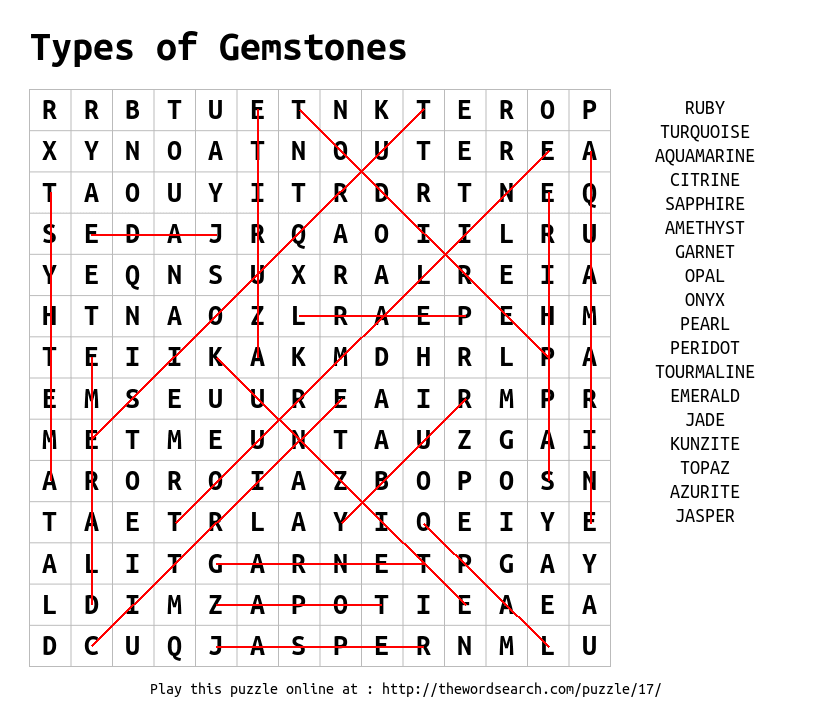 Types of Gemstones
R R B T U E T N K T E R O P
X Y N O A T N O U T E R E A
T A O U Y I T R D R T N E Q
S E D A J R Q A O I I L R U
Y E Q N S U X R A L R E I A
H T N A O Z L R A E P E H M
T E I I K A K M D H R L P A
E M S E U U R E A I R M P R
M E T M E U N T A U Z G A I
A R O R O I A Z B O P O S N
T A E T R L A Y I O E I Y E
A L I T G A R N E T P G A Y
L D I M Z A P O T I E A E A
D C U Q J A S P E R N M L U
RUBY
TURQUOISE
AQUAMARINE
CITRINE
SAPPHIRE
AMETHYST
GARNET
OPAL
ONYX
PEARL
PERIDOT
TOURMALINE
EMERALD
JADE
KUNZITE
TOPAZ
AZURITE
JASPER
Play this puzzle online at : http://thewordsearch.com/puzzle/17/